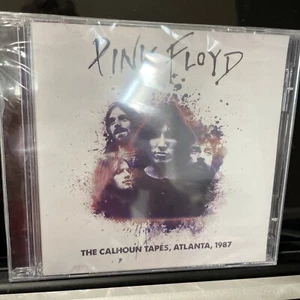 PINK FLOYD
THE CALHOUN TAPES, ATLANTA, 1987